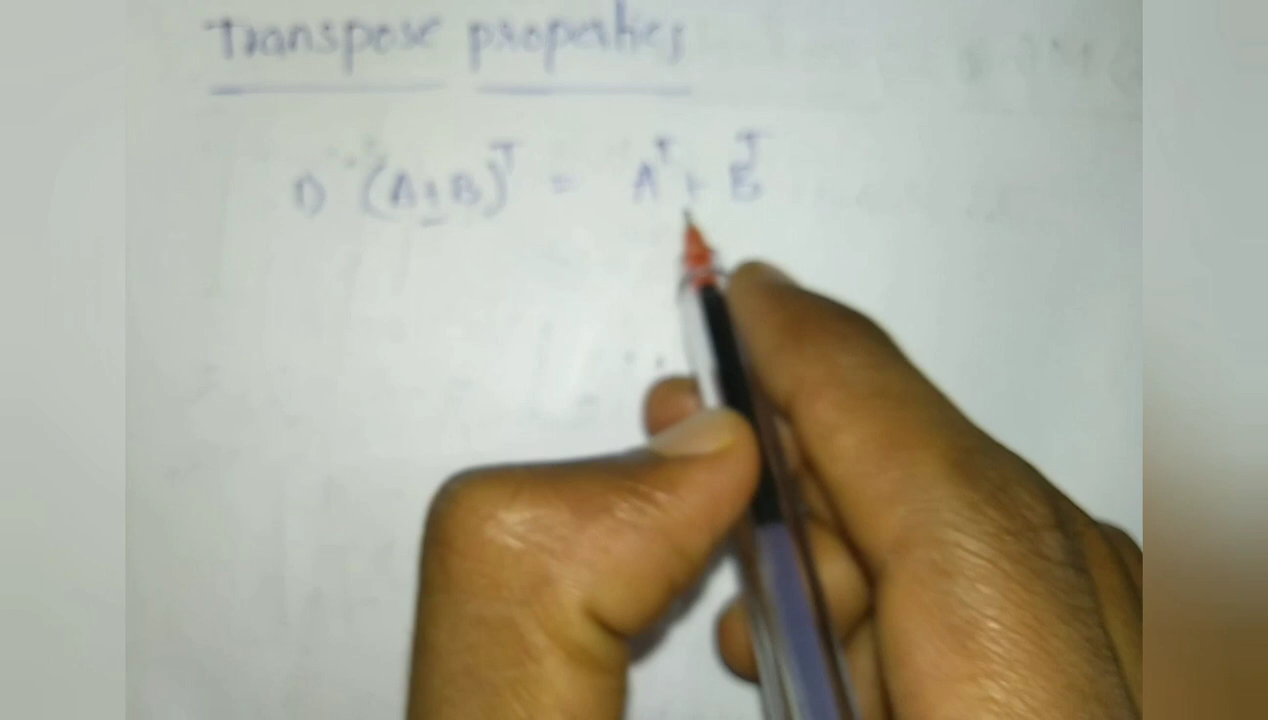 Transpose properties
1) (A±B)ᵀ = Aᵀ + Bᵀ